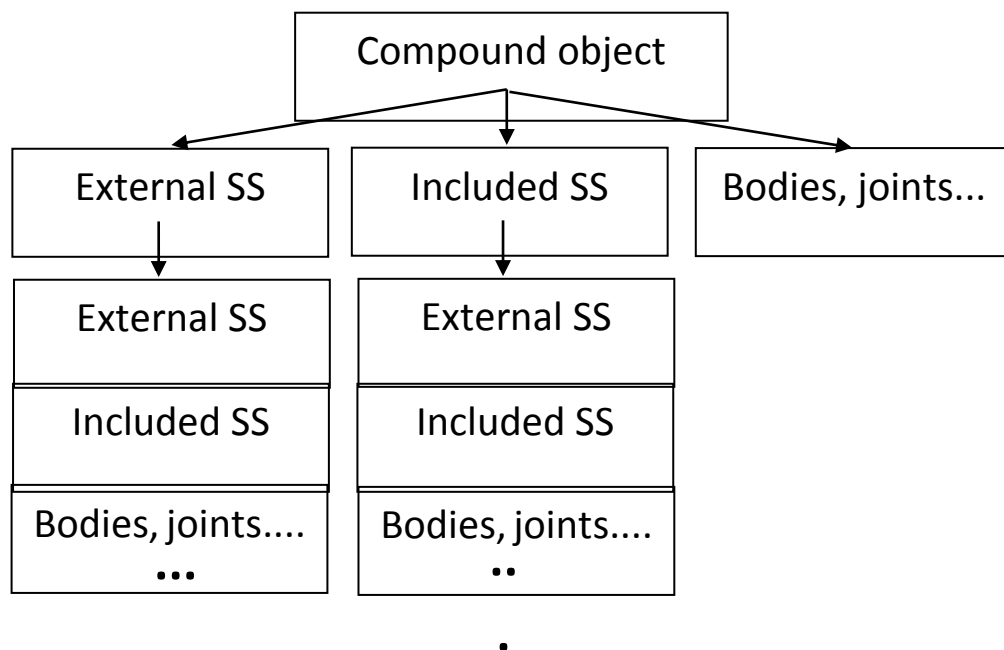 Compound object
External SS
Included SS
Bodies, joints...
External SS
External SS
Included SS
Included SS
Bodies, joints....
Bodies, joints....
...
..
.